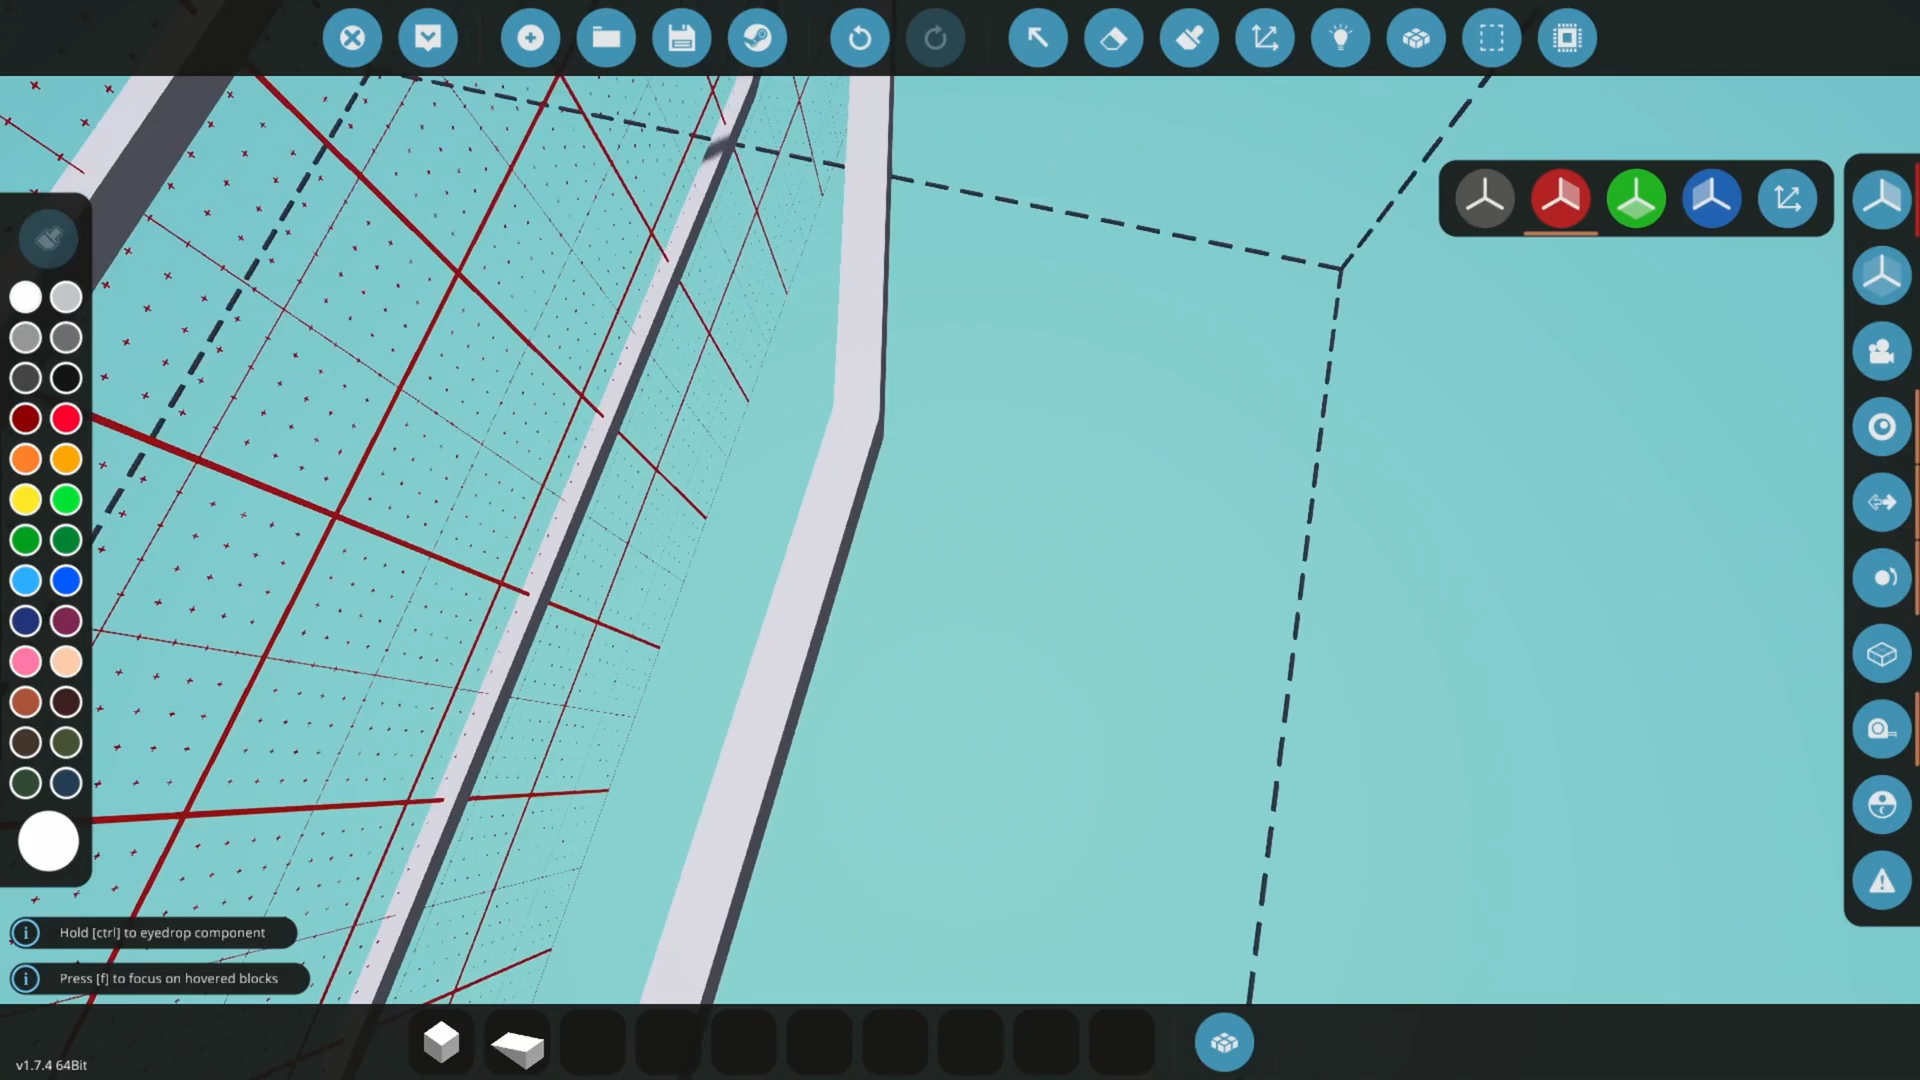 Hold [ctrl] to eyedrop component
Press [f] to focus on hovered blocks
v1.7.4 64Bit